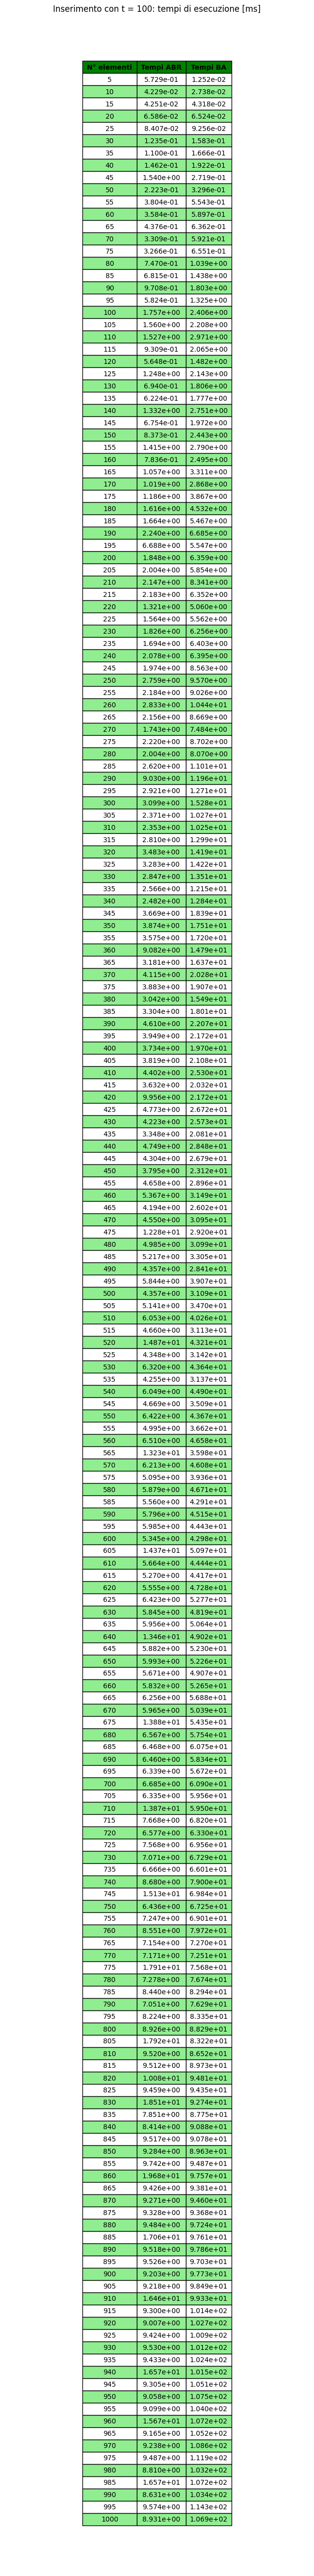 Inserimento con t = 100: tempi di esecuzione [ms]
N° elementi Tempi ABR Tempi BA
5 5.729e-01 1.252e-02
10 4.229e-02 2.738e-02
15 4.251e-02 4.318e-02
20 6.586e-02 6.524e-02
25 8.407e-02 9.256e-02
30 1.235e-01 1.583e-01
35 1.100e-01 1.666e-01
40 1.462e-01 1.922e-01
45 1.540e+00 2.719e-01
50 2.223e-01 3.296e-01
55 3.804e-01 5.543e-01
60 3.584e-01 5.897e-01
65 4.376e-01 6.362e-01
70 3.309e-01 5.921e-01
75 3.266e-01 6.551e-01
80 7.470e-01 1.039e+00
85 6.815e-01 1.438e+00
90 9.708e-01 1.803e+00
95 5.824e-01 1.325e+00
100 1.757e+00 2.406e+00
105 1.560e+00 2.208e+00
110 1.527e+00 2.971e+00
115 9.309e-01 2.065e+00
120 5.648e-01 1.482e+00
125 1.248e+00 2.143e+00
130 6.940e-01 1.806e+00
135 6.224e-01 1.777e+00
140 1.332e+00 2.751e+00
145 6.754e-01 1.972e+00
150 8.373e-01 2.443e+00
155 1.415e+00 2.790e+00
160 7.836e-01 2.495e+00
165 1.057e+00 3.311e+00
170 1.019e+00 2.868e+00
175 1.186e+00 3.867e+00
180 1.616e+00 4.532e+00
185 1.664e+00 5.467e+00
190 2.240e+00 6.685e+00
195 6.688e+00 5.547e+00
200 1.848e+00 6.359e+00
205 2.004e+00 5.854e+00
210 2.147e+00 8.341e+00
215 2.183e+00 6.352e+00
220 1.321e+00 5.060e+00
225 1.564e+00 5.562e+00
230 1.826e+00 6.256e+00
235 1.694e+00 6.403e+00
240 2.078e+00 6.395e+00
245 1.974e+00 8.563e+00
250 2.759e+00 9.570e+00
255 2.184e+00 9.026e+00
260 2.833e+00 1.044e+01
265 2.156e+00 8.669e+00
270 1.743e+00 7.484e+00
275 2.220e+00 8.702e+00
280 2.004e+00 8.070e+00
285 2.620e+00 1.101e+01
290 9.030e+00 1.196e+01
295 2.921e+00 1.271e+01
300 3.099e+00 1.528e+01
305 2.371e+00 1.027e+01
310 2.353e+00 1.025e+01
315 2.810e+00 1.299e+01
320 3.483e+00 1.419e+01
325 3.283e+00 1.422e+01
330 2.847e+00 1.351e+01
335 2.566e+00 1.215e+01
340 2.482e+00 1.284e+01
345 3.669e+00 1.839e+01
350 3.874e+00 1.751e+01
355 3.575e+00 1.720e+01
360 9.082e+00 1.479e+01
365 3.181e+00 1.637e+01
370 4.115e+00 2.028e+01
375 3.883e+00 1.907e+01
380 3.042e+00 1.549e+01
385 3.304e+00 1.801e+01
390 4.610e+00 2.207e+01
395 3.949e+00 2.172e+01
400 3.734e+00 1.970e+01
405 3.819e+00 2.108e+01
410 4.402e+00 2.530e+01
415 3.632e+00 2.032e+01
420 9.956e+00 2.172e+01
425 4.773e+00 2.672e+01
430 4.223e+00 2.573e+01
435 3.348e+00 2.081e+01
440 4.749e+00 2.848e+01
445 4.304e+00 2.679e+01
450 3.795e+00 2.312e+01
455 4.658e+00 2.896e+01
460 5.367e+00 3.149e+01
465 4.194e+00 2.602e+01
470 4.550e+00 3.095e+01
475 1.228e+01 2.920e+01
480 4.985e+00 3.099e+01
485 5.217e+00 3.305e+01
490 4.357e+00 2.841e+01
495 5.844e+00 3.907e+01
500 4.357e+00 3.109e+01
505 5.141e+00 3.470e+01
510 6.053e+00 4.026e+01
515 4.660e+00 3.113e+01
520 1.487e+01 4.321e+01
525 4.348e+00 3.142e+01
530 6.320e+00 4.364e+01
535 4.255e+00 3.137e+01
540 6.049e+00 4.490e+01
545 4.669e+00 3.509e+01
550 6.422e+00 4.367e+01
555 4.995e+00 3.662e+01
560 6.510e+00 4.658e+01
565 1.323e+01 3.598e+01
570 6.213e+00 4.608e+01
575 5.095e+00 3.936e+01
580 5.879e+00 4.671e+01
585 5.560e+00 4.291e+01
590 5.796e+00 4.515e+01
595 5.985e+00 4.443e+01
600 5.345e+00 4.298e+01
605 1.437e+01 5.097e+01
610 5.664e+00 4.444e+01
615 5.270e+00 4.417e+01
620 5.555e+00 4.728e+01
625 6.423e+00 5.277e+01
630 5.845e+00 4.819e+01
635 5.956e+00 5.064e+01
640 1.346e+01 4.902e+01
645 5.882e+00 5.230e+01
650 5.993e+00 5.226e+01
655 5.671e+00 4.907e+01
660 5.832e+00 5.265e+01
665 6.256e+00 5.688e+01
670 5.965e+00 5.039e+01
675 1.388e+01 5.435e+01
680 6.567e+00 5.754e+01
685 6.468e+00 6.075e+01
690 6.460e+00 5.834e+01
695 6.339e+00 5.672e+01
700 6.685e+00 6.090e+01
705 6.335e+00 5.956e+01
710 1.387e+01 5.950e+01
715 7.668e+00 6.820e+01
720 6.577e+00 6.330e+01
725 7.568e+00 6.956e+01
730 7.071e+00 6.729e+01
735 6.666e+00 6.601e+01
740 8.680e+00 7.900e+01
745 1.513e+01 6.984e+01
750 6.436e+00 6.725e+01
755 7.247e+00 6.901e+01
760 8.551e+00 7.972e+01
765 7.154e+00 7.270e+01
770 7.171e+00 7.251e+01
775 1.791e+01 7.568e+01
780 7.278e+00 7.674e+01
785 8.440e+00 8.294e+01
790 7.051e+00 7.629e+01
795 8.224e+00 8.335e+01
800 8.926e+00 8.829e+01
805 1.792e+01 8.322e+01
810 9.520e+00 8.652e+01
815 9.512e+00 8.973e+01
820 1.008e+01 9.481e+01
825 9.459e+00 9.435e+01
830 1.851e+01 9.274e+01
835 7.851e+00 8.775e+01
840 8.414e+00 9.088e+01
845 9.517e+00 9.078e+01
850 9.284e+00 8.963e+01
855 9.742e+00 9.487e+01
860 1.968e+01 9.757e+01
865 9.426e+00 9.381e+01
870 9.271e+00 9.460e+01
875 9.328e+00 9.368e+01
880 9.484e+00 9.724e+01
885 1.706e+01 9.761e+01
890 9.518e+00 9.786e+01
895 9.526e+00 9.703e+01
900 9.203e+00 9.773e+01
905 9.218e+00 9.849e+01
910 1.646e+01 9.933e+01
915 9.300e+00 1.014e+02
920 9.007e+00 1.027e+02
925 9.424e+00 1.009e+02
930 9.530e+00 1.012e+02
935 9.433e+00 1.024e+02
940 1.657e+01 1.015e+02
945 9.305e+00 1.051e+02
950 9.058e+00 1.075e+02
955 9.099e+00 1.040e+02
960 1.567e+01 1.072e+02
965 9.165e+00 1.052e+02
970 9.238e+00 1.086e+02
975 9.487e+00 1.119e+02
980 8.810e+00 1.032e+02
985 1.657e+01 1.072e+02
990 8.631e+00 1.034e+02
995 9.574e+00 1.143e+02
1000 8.931e+00 1.069e+02